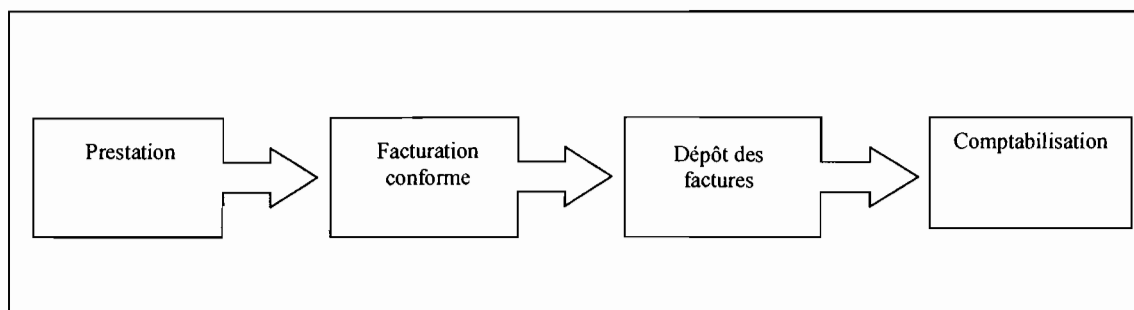 Prestation
Facturation
conforme
Dépôt des
factures
Comptabilisation